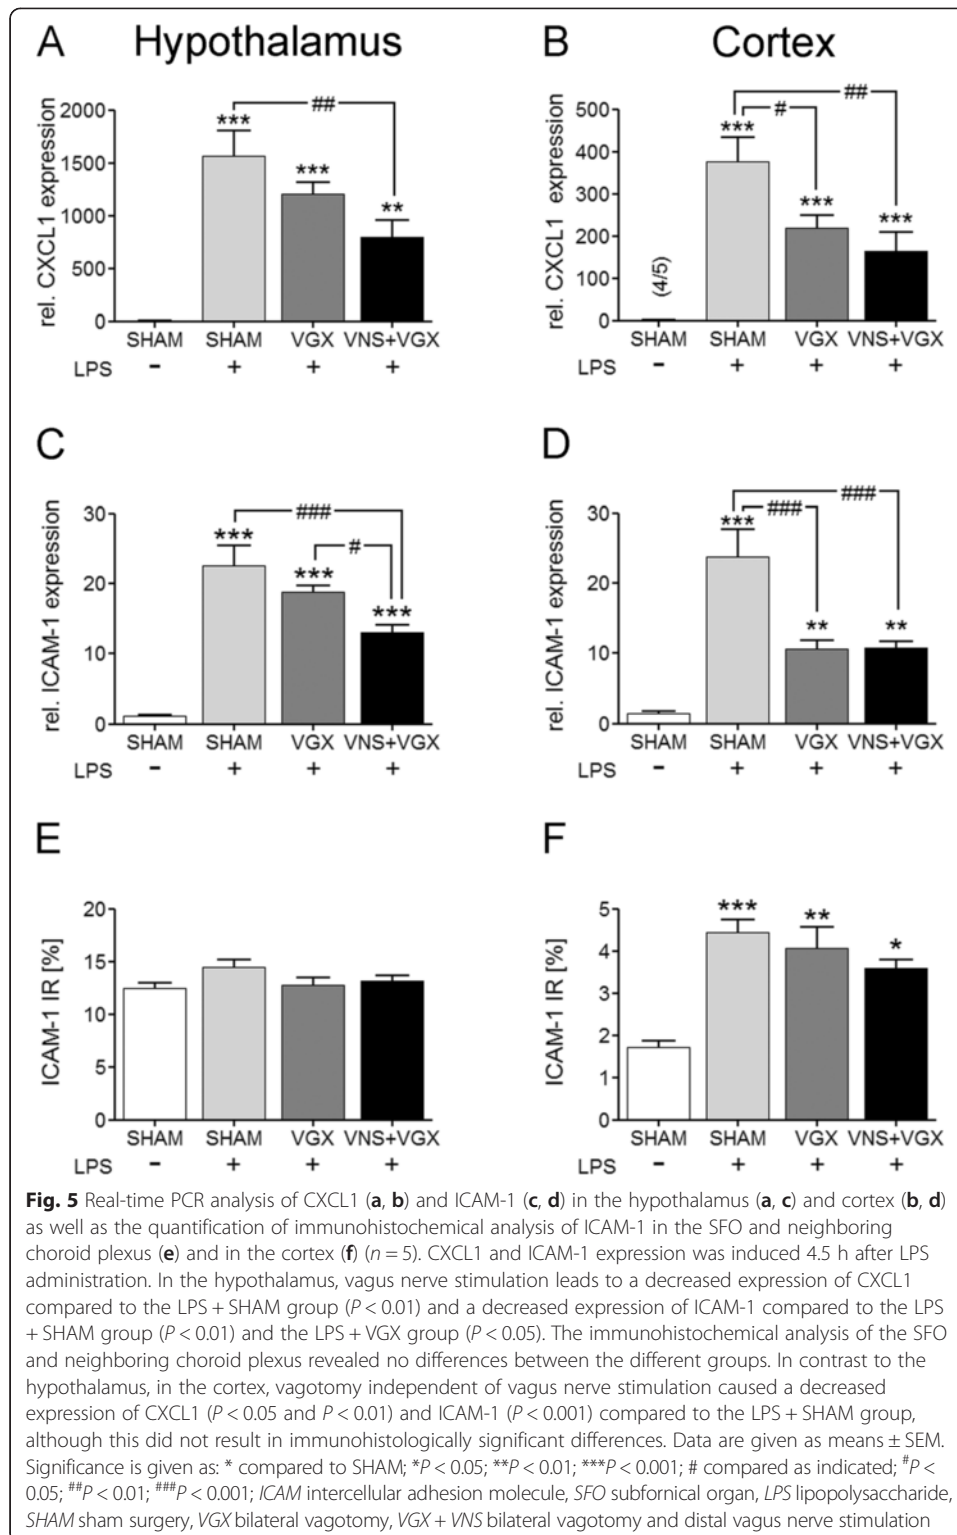 A Hypothalamus B Cortex
rel. CXCL1 expression
2000
1500
1000
500
0
***
***
**
##
SHAM SHAM VGX VNS+VGX
LPS - + + +
rel. CXCL1 expression
500
400
300
200
100
0
(4/5)
***
***
***
#
##
SHAM SHAM VGX VNS+VGX
LPS - + + +
C
rel. ICAM-1 expression
30
20
10
0
***
***
***
###
#
SHAM SHAM VGX VNS+VGX
LPS - + + +
D
rel. ICAM-1 expression
30
20
10
0
***
**
**
###
###
SHAM SHAM VGX VNS+VGX
LPS - + + +
E
ICAM-1 IR [%]
20
15
10
5
0
SHAM SHAM VGX VNS+VGX
LPS - + + +
F
ICAM-1 IR [%]
5
4
3
2
1
0
***
**
*
SHAM SHAM VGX VNS+VGX
LPS - + + +
Fig. 5 Real-time PCR analysis of CXCL1 (a, b) and ICAM-1 (c, d) in the hypothalamus (a, c) and cortex (b, d)
as well as the quantification of immunohistochemical analysis of ICAM-1 in the SFO and neighboring
choroid plexus (e) and in the cortex (f) (n = 5). CXCL1 and ICAM-1 expression was induced 4.5 h after LPS
administration. In the hypothalamus, vagus nerve stimulation leads to a decreased expression of CXCL1
compared to the LPS + SHAM group (P < 0.01) and a decreased expression of ICAM-1 compared to the LPS
+ SHAM group (P < 0.01) and the LPS + VGX group (P < 0.05). The immunohistochemical analysis of the SFO
and neighboring choroid plexus revealed no differences between the different groups. In contrast to the
hypothalamus, in the cortex, vagotomy independent of vagus nerve stimulation caused a decreased
expression of CXCL1 (P < 0.05 and P < 0.01) and ICAM-1 (P < 0.001) compared to the LPS + SHAM group,
although this did not result in immunohistologically significant differences. Data are given as means ± SEM.
Significance is given as: * compared to SHAM; *P < 0.05; **P < 0.01; ***P < 0.001; # compared as indicated; #P <
0.05; ##P < 0.01; ###P < 0.001; ICAM intercellular adhesion molecule, SFO subfornical organ, LPS lipopolysaccharide,
SHAM sham surgery, VGX bilateral vagotomy, VGX + VNS bilateral vagotomy and distal vagus nerve stimulation